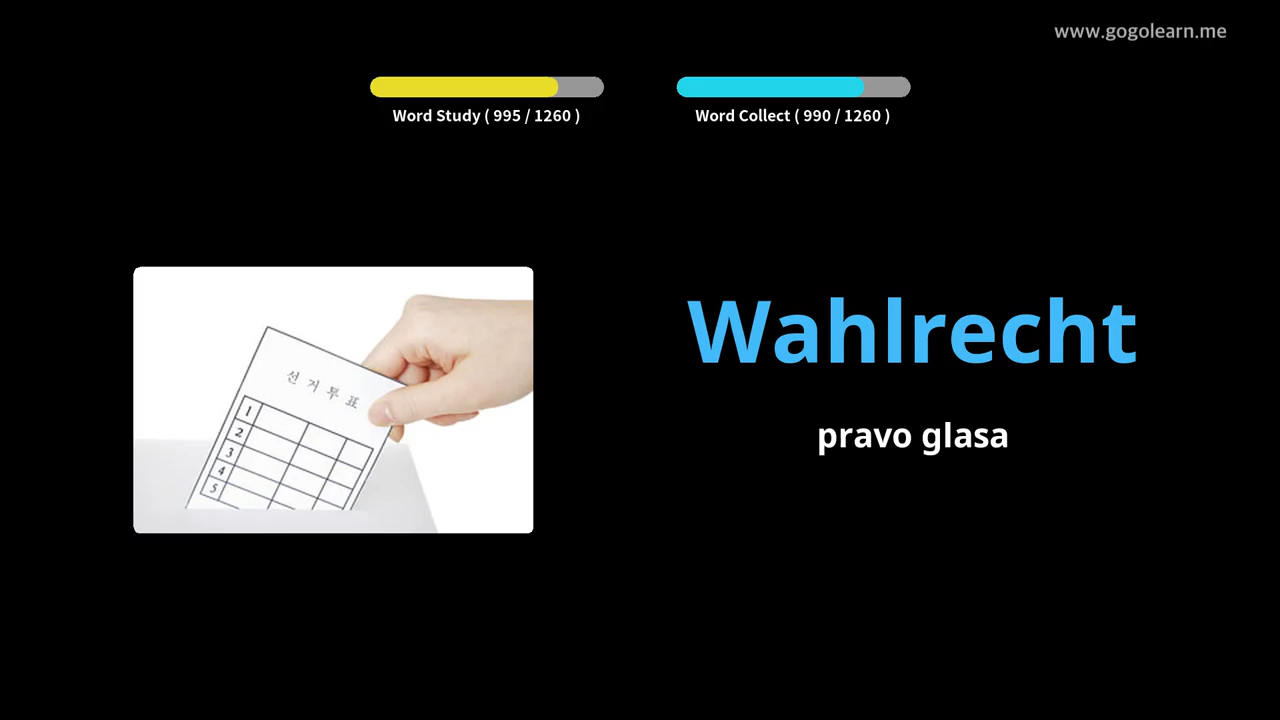 www.gogolearn.me
Word Study ( 995 / 1260 )
Word Collect ( 990 / 1260 )
선거투표
1
2
3
4
5
Wahlrecht
pravo glasa